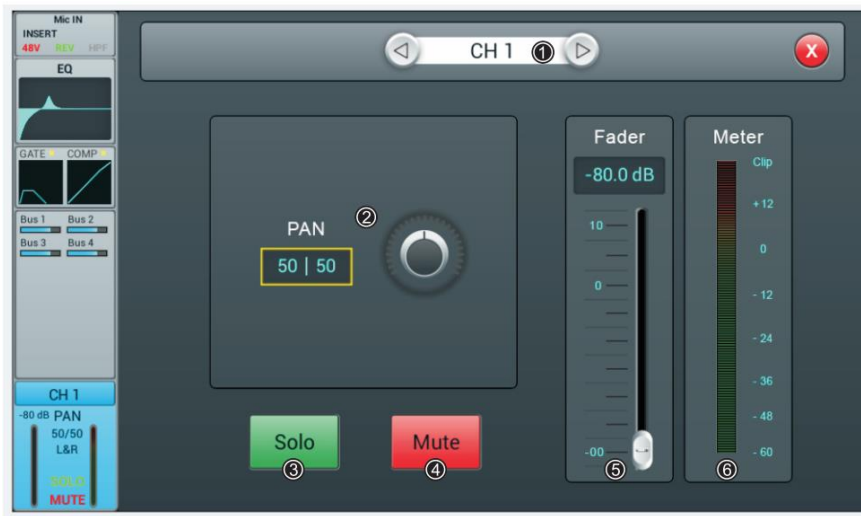 Mic IN
INSERT
48V REV HPF
EQ
GATE COMP
Bus 1 Bus 2
Bus 3 Bus 4
CH 1
-80 dB PAN
50/50
L&R
SOLO
MUTE
CH 1 ①
X
PAN ②
50 | 50
Solo
③
Mute
④
Fader
-80.0 dB
10
0
-00
⑤
Meter
Clip
+12
0
- 12
- 24
- 36
- 48
- 60
⑥